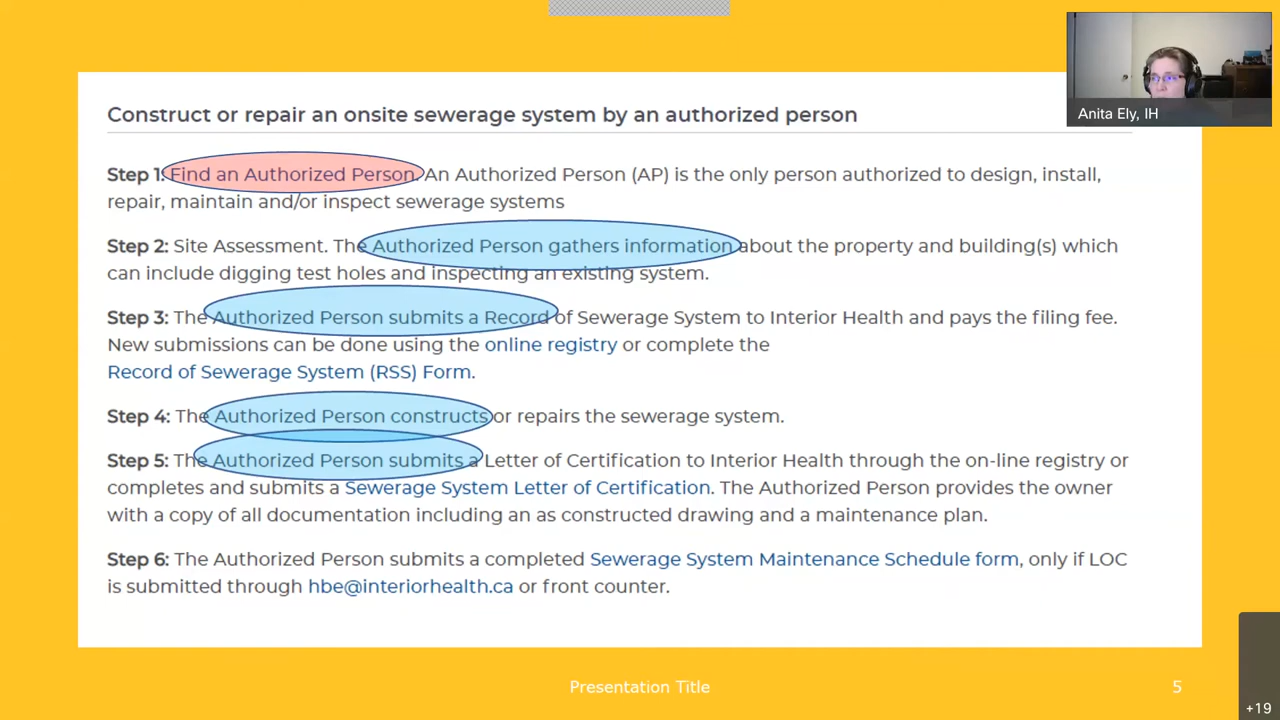 Anita Ely, IH
Construct or repair an onsite sewerage system by an authorized person
Step 1: Find an Authorized Person. An Authorized Person (AP) is the only person authorized to design, install,
repair, maintain and/or inspect sewerage systems
Step 2: Site Assessment. The Authorized Person gathers information about the property and building(s) which
can include digging test holes and inspecting an existing system.
Step 3: The Authorized Person submits a Record of Sewerage System to Interior Health and pays the filing fee.
New submissions can be done using the online registry or complete the
Record of Sewerage System (RSS) Form.
Step 4: The Authorized Person constructs or repairs the sewerage system.
Step 5: The Authorized Person submits a Letter of Certification to Interior Health through the on-line registry or
completes and submits a Sewerage System Letter of Certification. The Authorized Person provides the owner
with a copy of all documentation including an as constructed drawing and a maintenance plan.
Step 6: The Authorized Person submits a completed Sewerage System Maintenance Schedule form, only if LOC
is submitted through hbe@interiorhealth.ca or front counter.
Presentation Title
5
+19